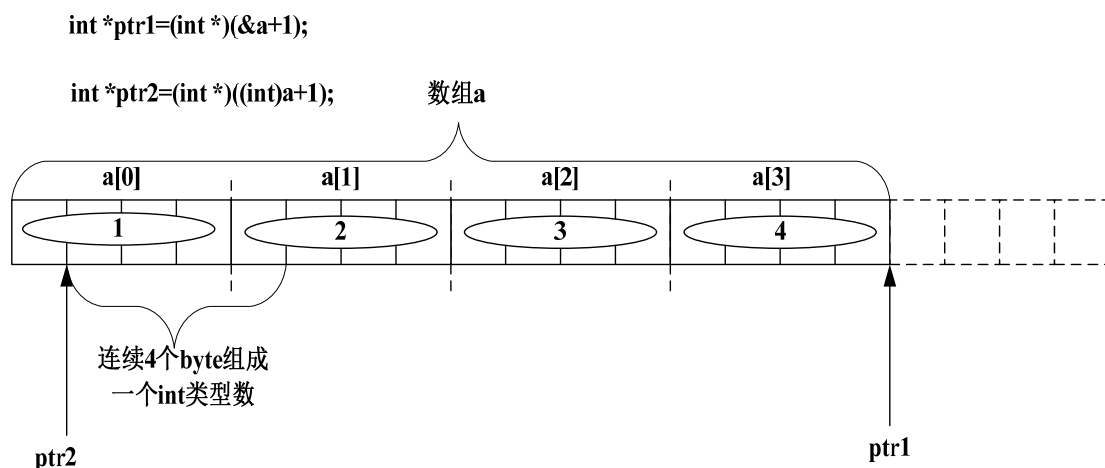 int *ptr1=(int *)(&a+1);
int *ptr2=(int *)((int)a+1);
数组a
a[0]
a[1]
a[2]
a[3]
1
2
3
4
连续4个byte组成
一个int类型数
ptr2
ptr1